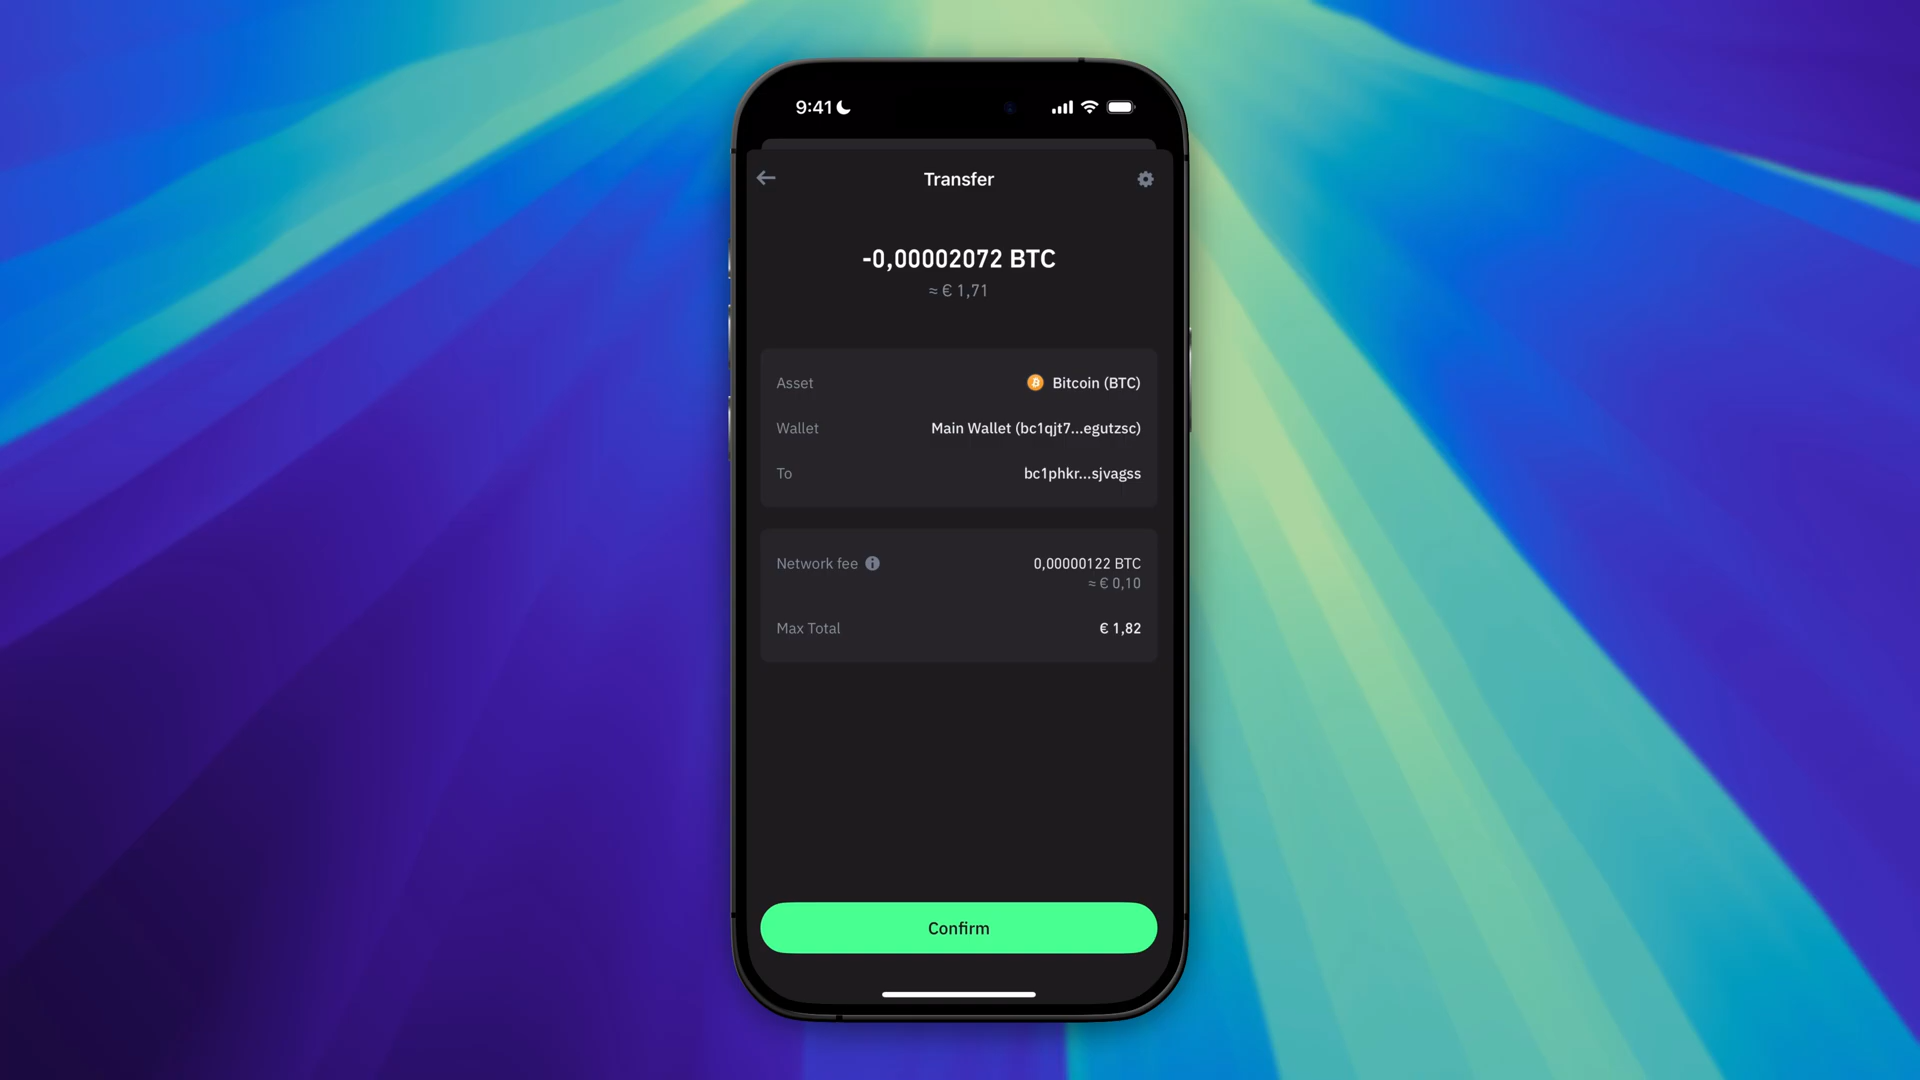 9:41
Transfer
-0,00002072 BTC
≈ € 1,71
Asset Bitcoin (BTC)
Wallet Main Wallet (bc1qjt7...egutzsc)
To bc1phkr...sjvagss
Network fee 0,00000122 BTC
≈ € 0,10
Max Total € 1,82
Confirm